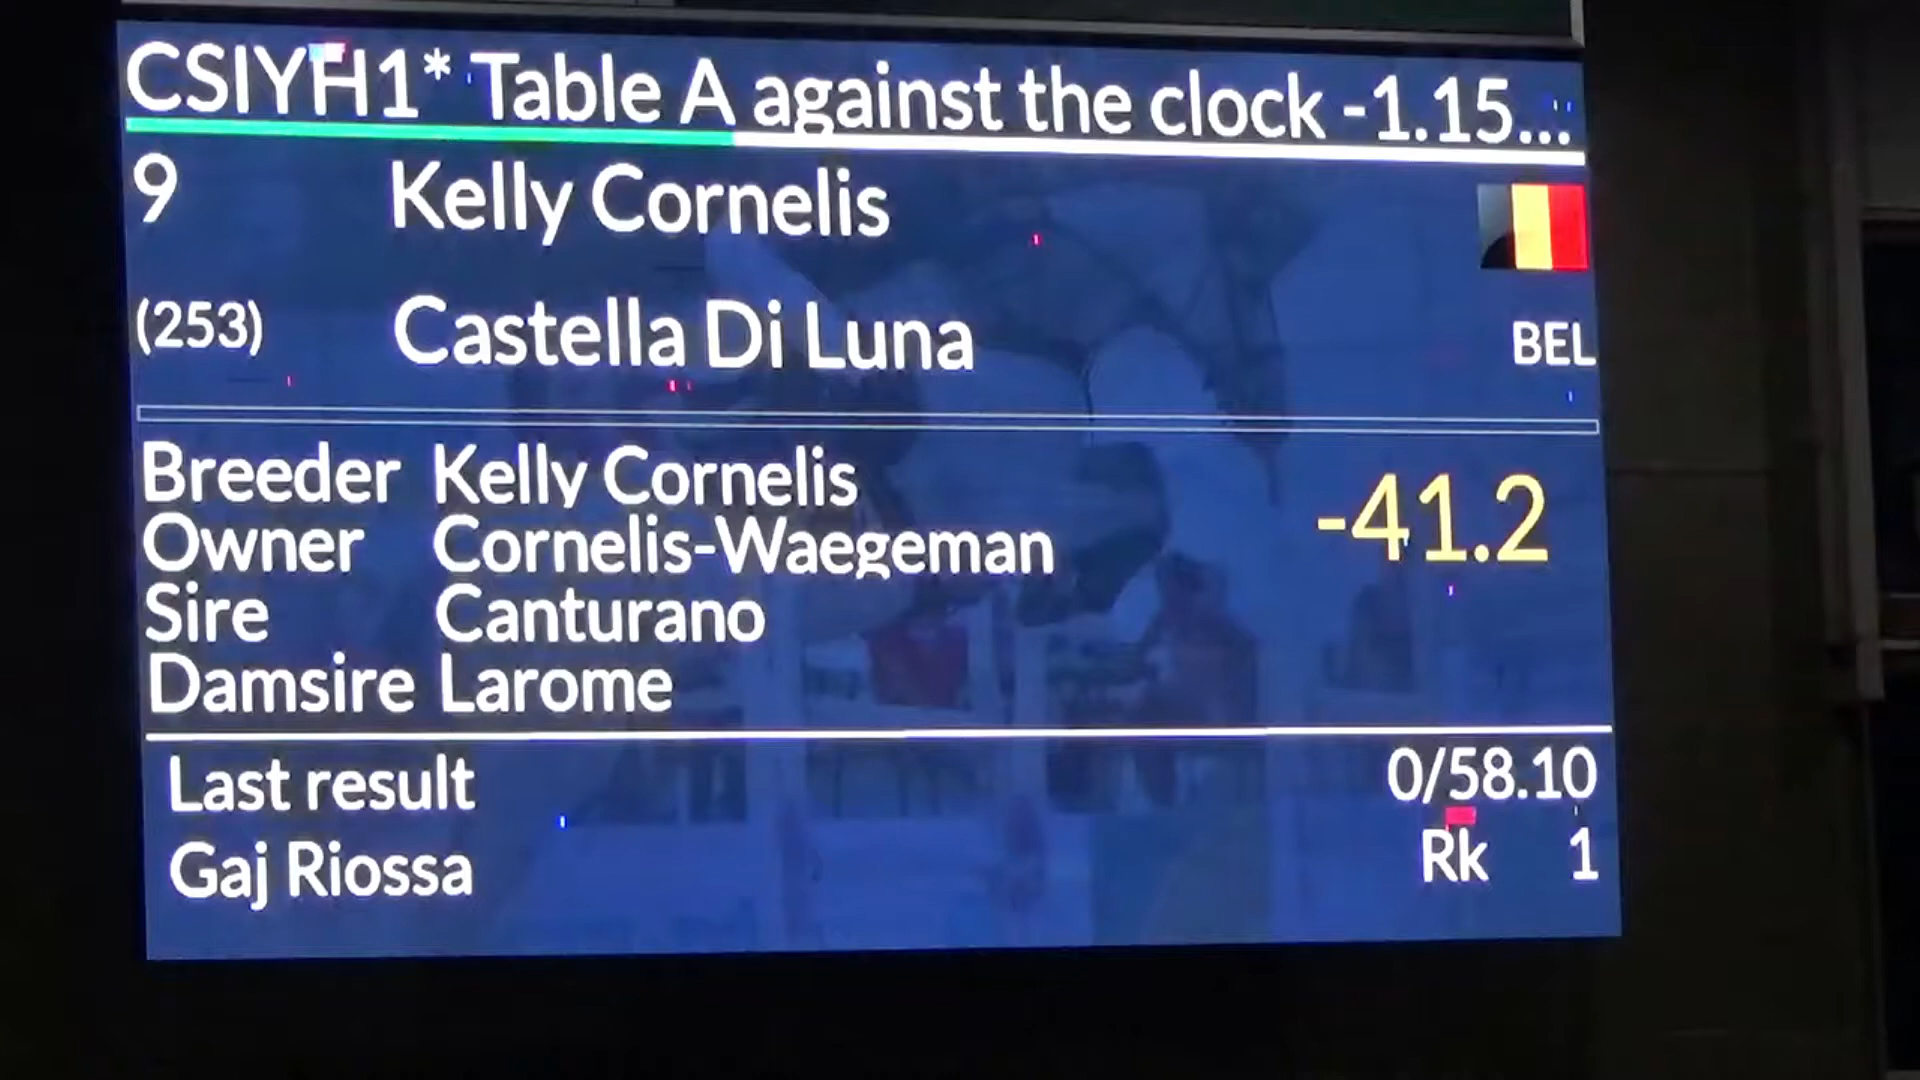 CSIYH1* Table A against the clock -1.15...
9 Kelly Cornelis
(253) Castella Di Luna BEL
Breeder Kelly Cornelis
-41.2
Owner Cornelis-Waegeman
Sire Canturano
Damsire Larome
Last result 0/58.10
Gaj Riossa Rk 1